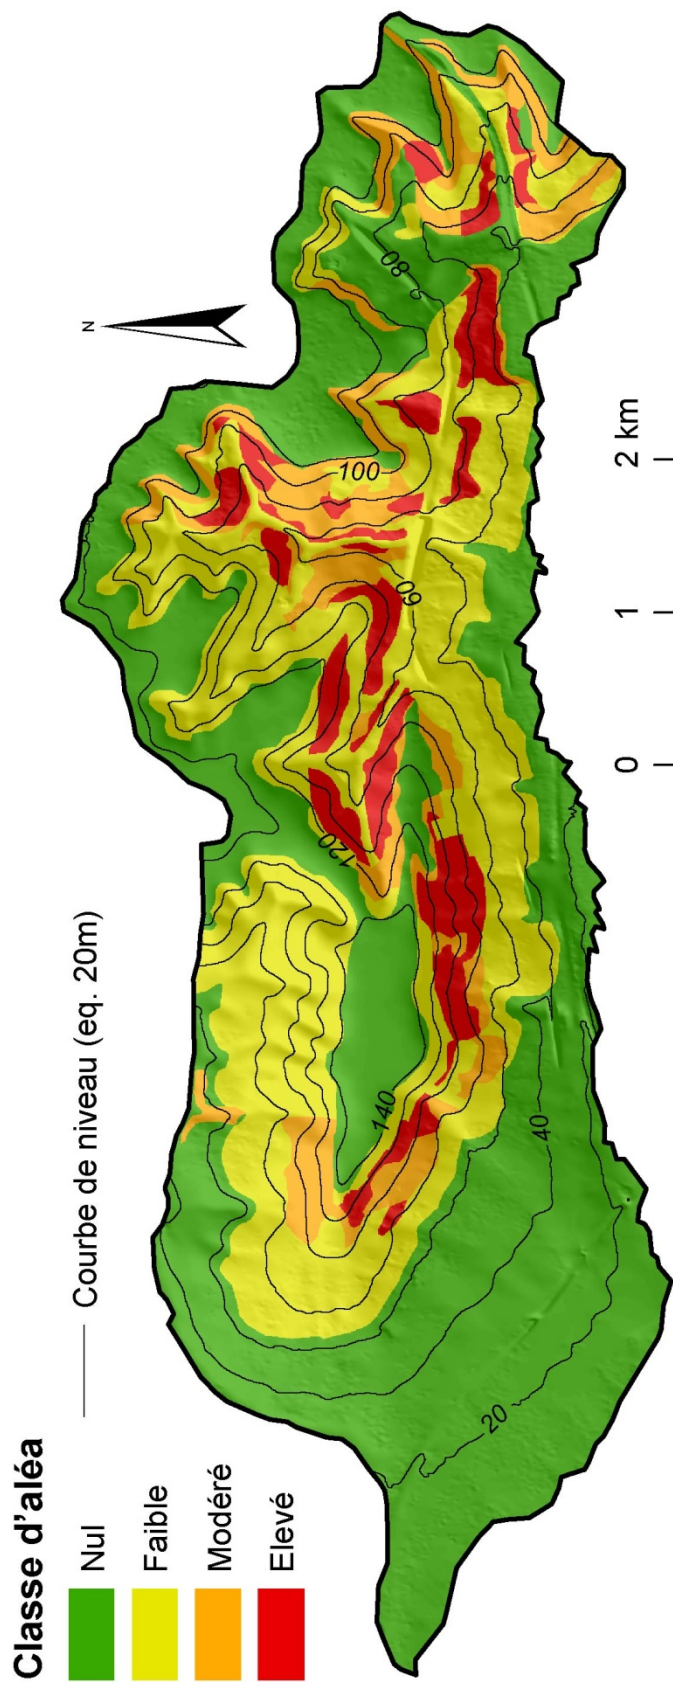 Classe d'aléa
Nul
Faible
Modéré
Elevé
Courbe de niveau (eq. 20m)
N
20
40
140
120
60
100
80
0
1
2 km